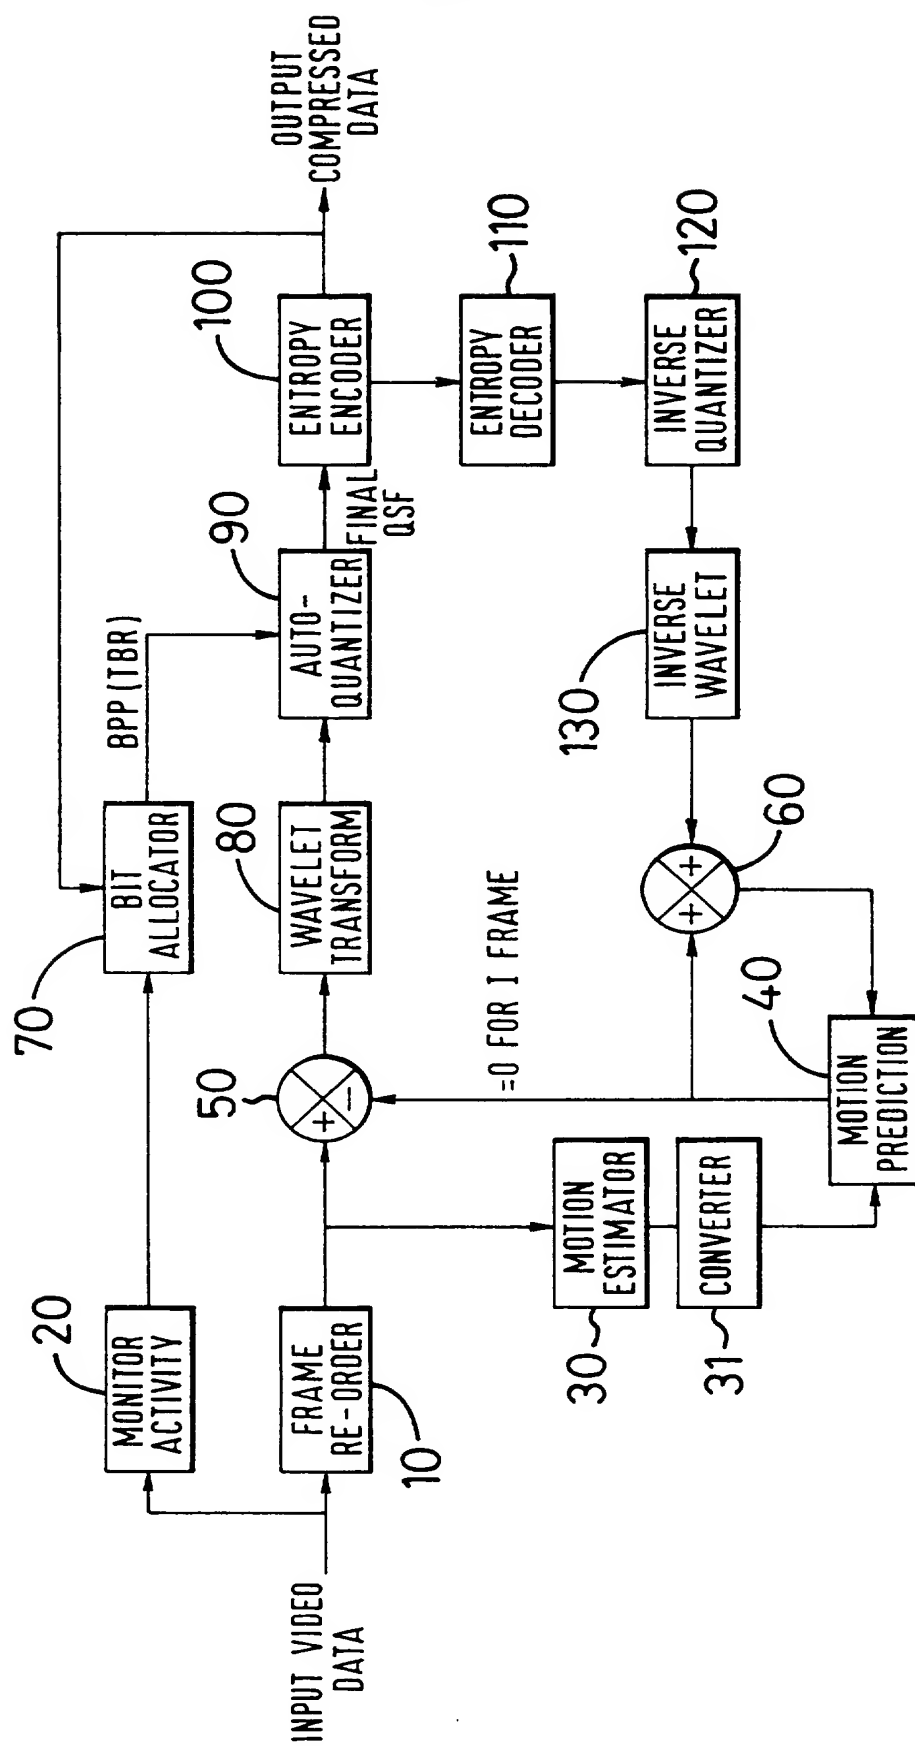 INPUT VIDEO
DATA
20
MONITOR
ACTIVITY
FRAME
RE-ORDER
10
30
MOTION
ESTIMATOR
31
CONVERTER
40
MOTION
PREDICTION
50
+
−
=0 FOR I FRAME
70
BIT
ALLOCATOR
BPP(TBR)
80
WAVELET
TRANSFORM
90
AUTO-
QUANTIZER
FINAL
QSF
100
ENTROPY
ENCODER
OUTPUT
COMPRESSED
DATA
110
ENTROPY
DECODER
120
INVERSE
QUANTIZER
130
INVERSE
WAVELET
60
+
+